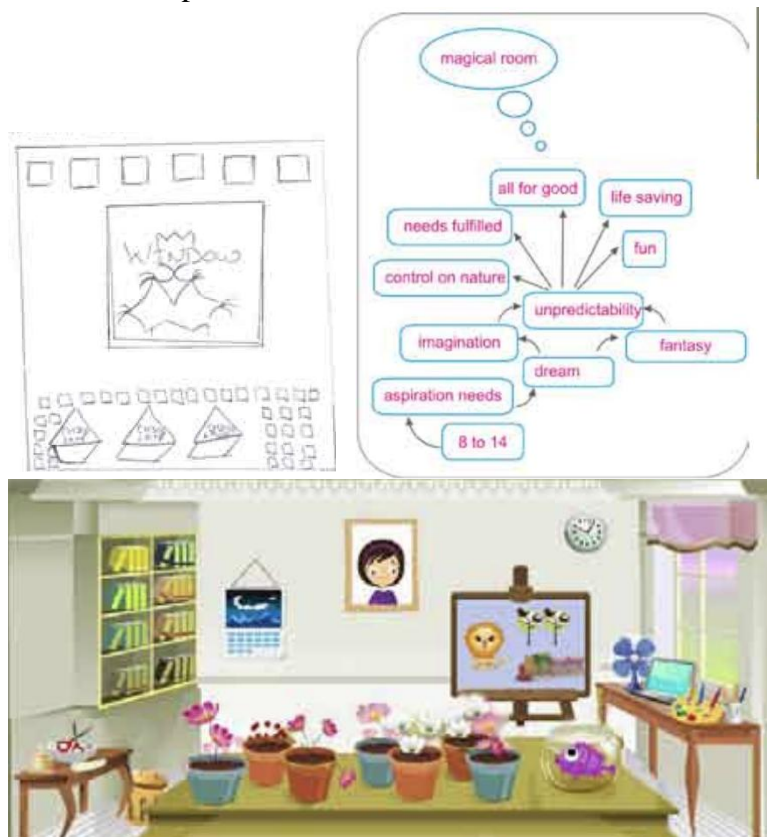 WINDOW
magical room
all for good
life saving
needs fulfilled
fun
control on nature
unpredictability
imagination
fantasy
dream
aspiration needs
8 to 14